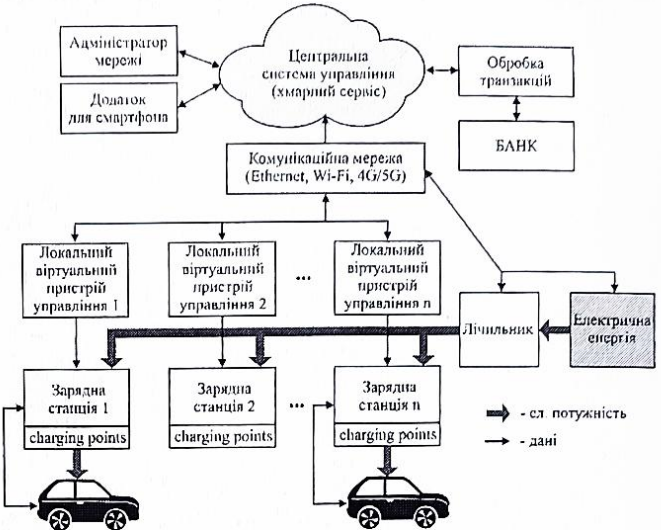 Адміністратор
мережі
Додаток
для смартфона
Центральна
система управління
(хмарний сервіс)
Обробка
транзакцій
БАНК
Комунікаційна мережа
(Ethernet, Wi-Fi, 4G/5G)
Локальний
віртуальний
пристрій
управління 1
Локальний
віртуальний
пристрій
управління 2
...
Локальний
віртуальний
пристрій
управління n
Лічильник
Електрична
енергія
Зарядна
станція 1
charging points
Зарядна
станція 2
charging points
...
Зарядна
станція n
charging points
- ел. потужність
- дані